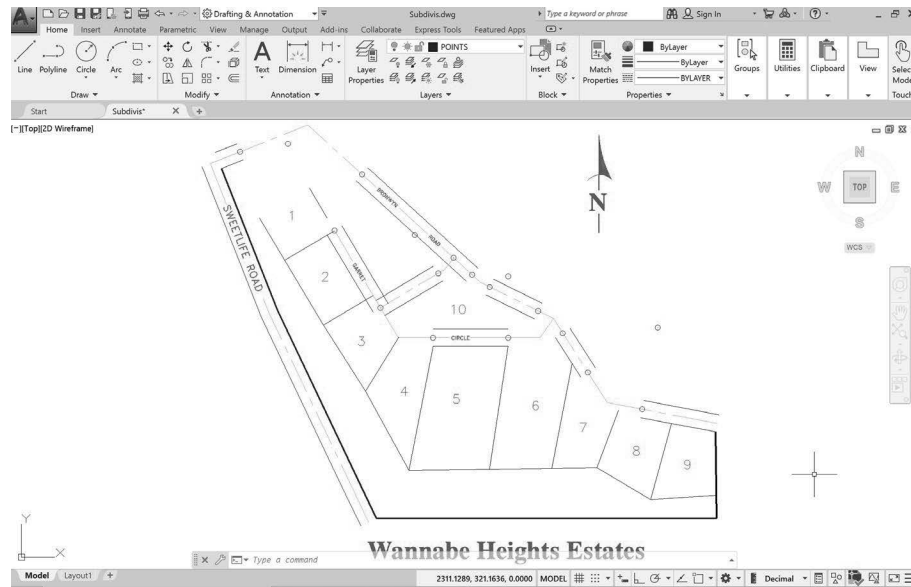 Drafting & Annotation
Subdivis.dwg
Type a keyword or phrase
Sign In
Home Insert Annotate Parametric View Manage Output Add-ins Collaborate Express Tools Featured Apps
POINTS
ByLayer
ByLayer
BYLAYER
Line Polyline Circle Arc
Text Dimension
Layer Properties
Insert
Match Properties
Groups Utilities Clipboard View Select Mode
Draw Modify Annotation Layers Block Properties Touch
Start Subdivis* +
[−][Top][2D Wireframe]
N
W TOP E
S
WCS
N
SWEETLIFE ROAD
BRONWYN ROAD
GARNET
CIRCLE
1
2
3
10
4
5
6
7
8
9
Wannabe Heights Estates
Y
X
Type a command
Model Layout1 +
2311.1289, 321.1636, 0.0000 MODEL
Decimal